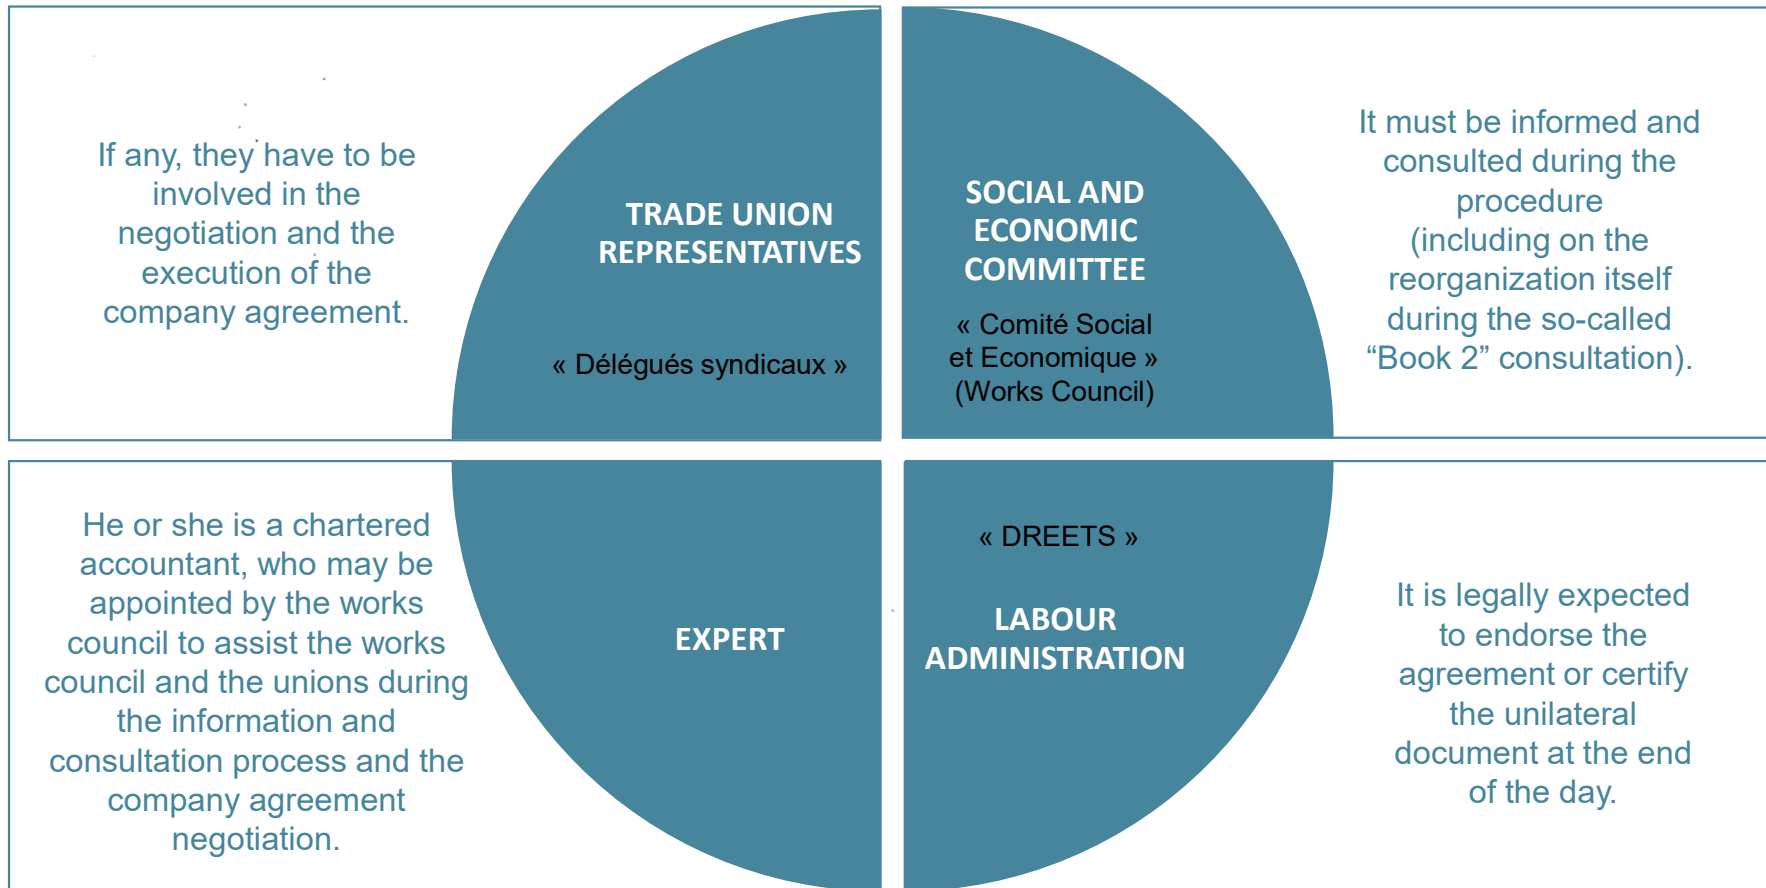 If any, they have to be
involved in the
negotiation and the
execution of the
company agreement.
TRADE UNION
REPRESENTATIVES
« Délégués syndicaux »
SOCIAL AND
ECONOMIC
COMMITTEE
« Comité Social
et Economique »
(Works Council)
It must be informed and
consulted during the
procedure
(including on the
reorganization itself
during the so-called
“Book 2” consultation).
He or she is a chartered
accountant, who may be
appointed by the works
council to assist the works
council and the unions during
the information and
consultation process and the
company agreement
negotiation.
EXPERT
« DREETS »
LABOUR
ADMINISTRATION
It is legally expected
to endorse the
agreement or certify
the unilateral
document at the end
of the day.